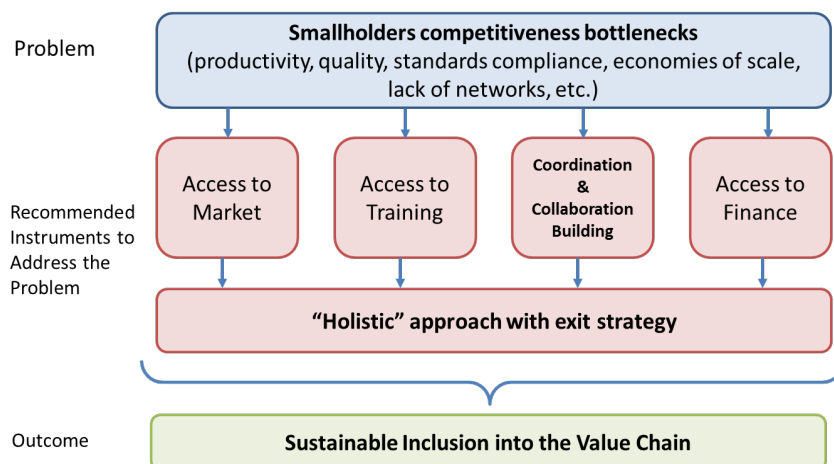 Problem
Smallholders competitiveness bottlenecks
(productivity, quality, standards compliance, economies of scale,
lack of networks, etc.)
Recommended
Instruments to
Address the
Problem
Access to
Market
Access to
Training
Coordination
&
Collaboration
Building
Access to
Finance
“Holistic” approach with exit strategy
Outcome
Sustainable Inclusion into the Value Chain